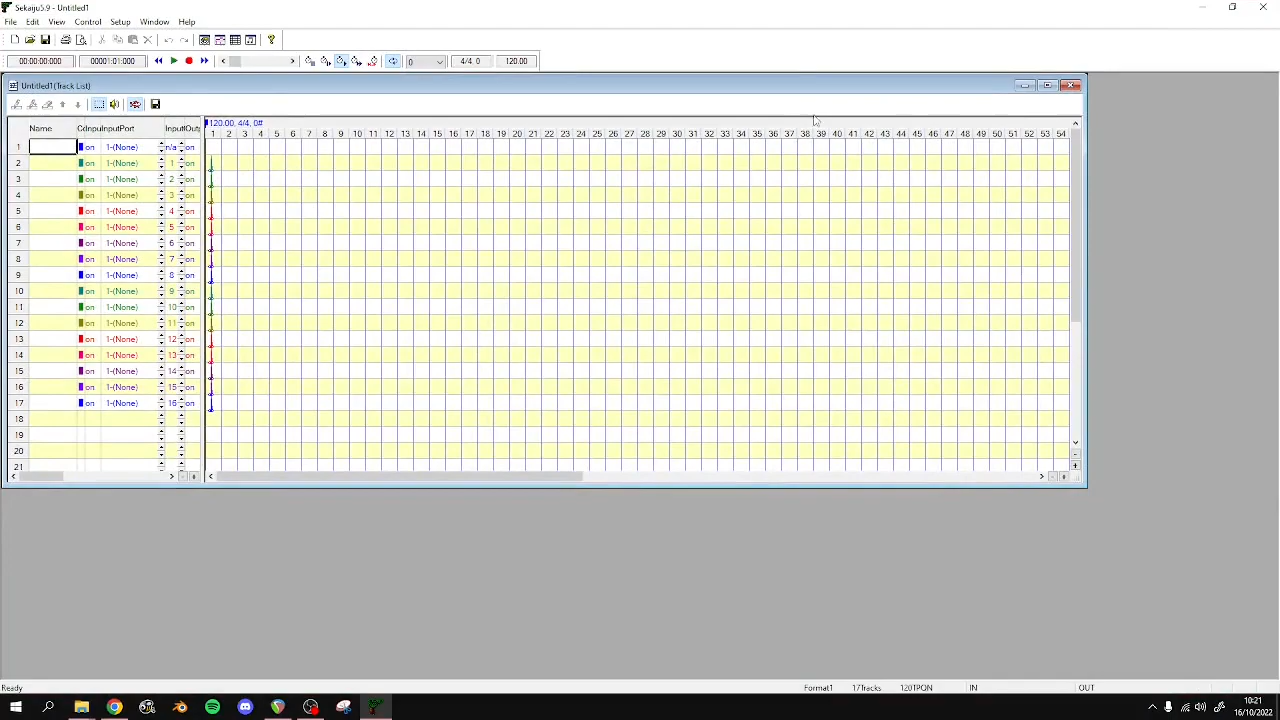 Sekaiju5.9 - Untitled1
File Edit View Control Setup Window Help
00:00:00:000 00001:01:000 0 4/4 0 120.00
Untitled1(Track List)
Name
120.00, 4/4, 0#
1 2 3 4 5 6 7 8 9 10 11 12 13 14 15 16 17 18 19 20 21 22 23 24 25 26 27 28 29 30 31 32 33 34 35 36 37 38 39 40 41 42 43 44 45 46 47 48 49 50 51 52 53 54
1 on 1-(None) n/a on
2 on 1-(None) 1 on
3 on 1-(None) 2 on
4 on 1-(None) 3 on
5 on 1-(None) 4 on
6 on 1-(None) 5 on
7 on 1-(None) 6 on
8 on 1-(None) 7 on
9 on 1-(None) 8 on
10 on 1-(None) 9 on
11 on 1-(None) 10 on
12 on 1-(None) 11 on
13 on 1-(None) 12 on
14 on 1-(None) 13 on
15 on 1-(None) 14 on
16 on 1-(None) 15 on
17 on 1-(None) 16 on
18
19
20
21
Ready Format1 17Tracks 120TPQN IN OUT
10:21
16/10/2022